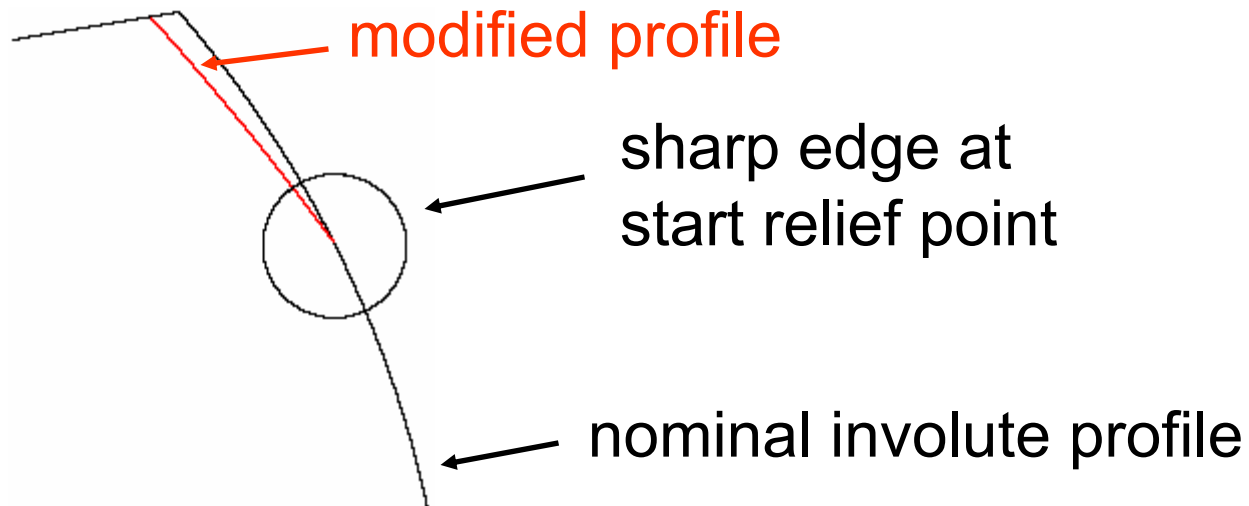 modified profile
sharp edge at
start relief point
nominal involute profile